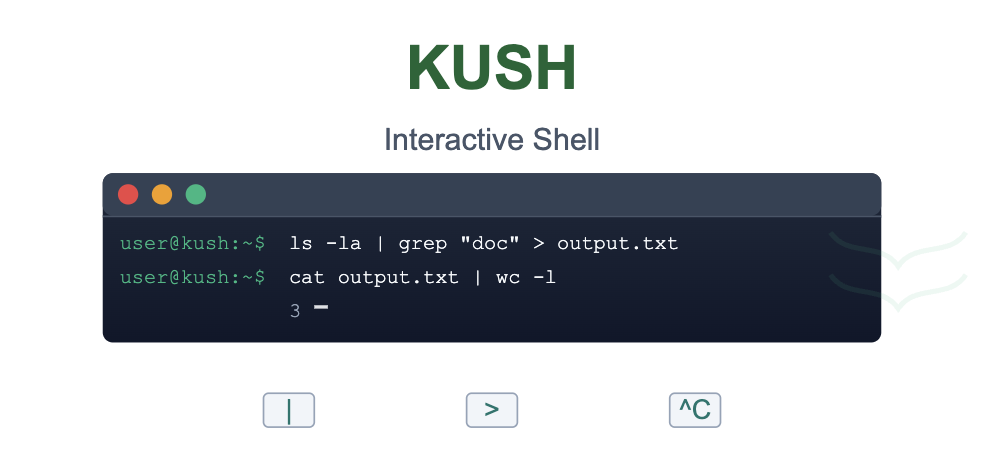 KUSH
Interactive Shell
user@kush:~$ ls -la | grep "doc" > output.txt
user@kush:~$ cat output.txt | wc -l
3
| > ^C